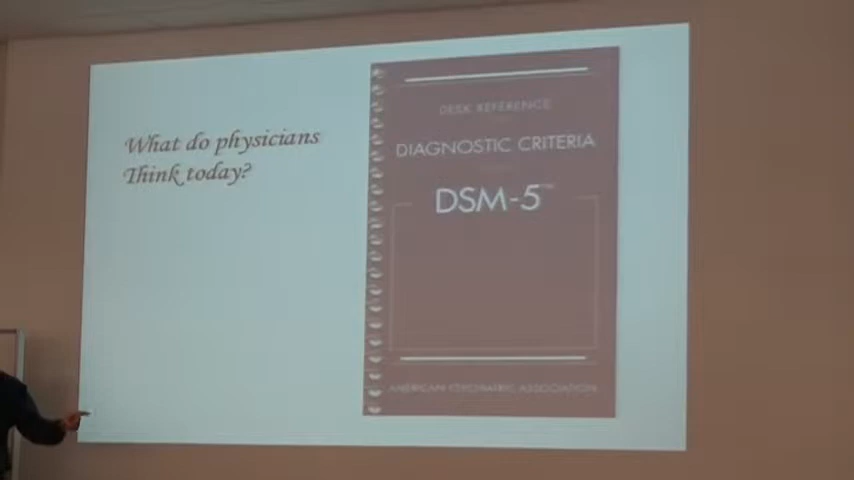 What do physicians
Think today?
DESK REFERENCE
DIAGNOSTIC CRITERIA
DSM-5
AMERICAN PSYCHIATRIC ASSOCIATION